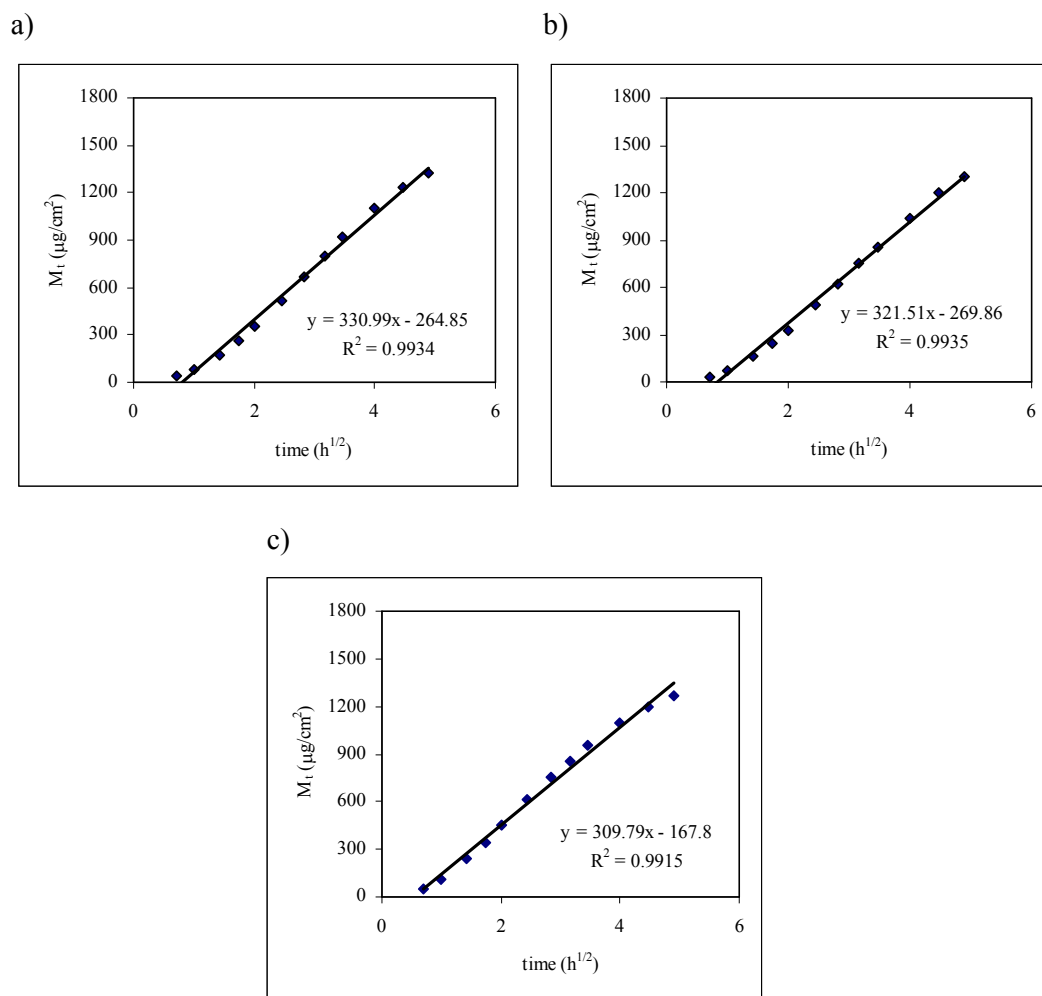 a)
1800
1500
1200
900
600
300
0
M_t (µg/cm²)
y = 330.99x - 264.85
R² = 0.9934
0 2 4 6
time (h^1/2)
b)
1800
1500
1200
900
600
300
0
M_t (µg/cm²)
y = 321.51x - 269.86
R² = 0.9935
0 2 4 6
time (h^1/2)
c)
1800
1500
1200
900
600
300
0
M_t (µg/cm²)
y = 309.79x - 167.8
R² = 0.9915
0 2 4 6
time (h^1/2)